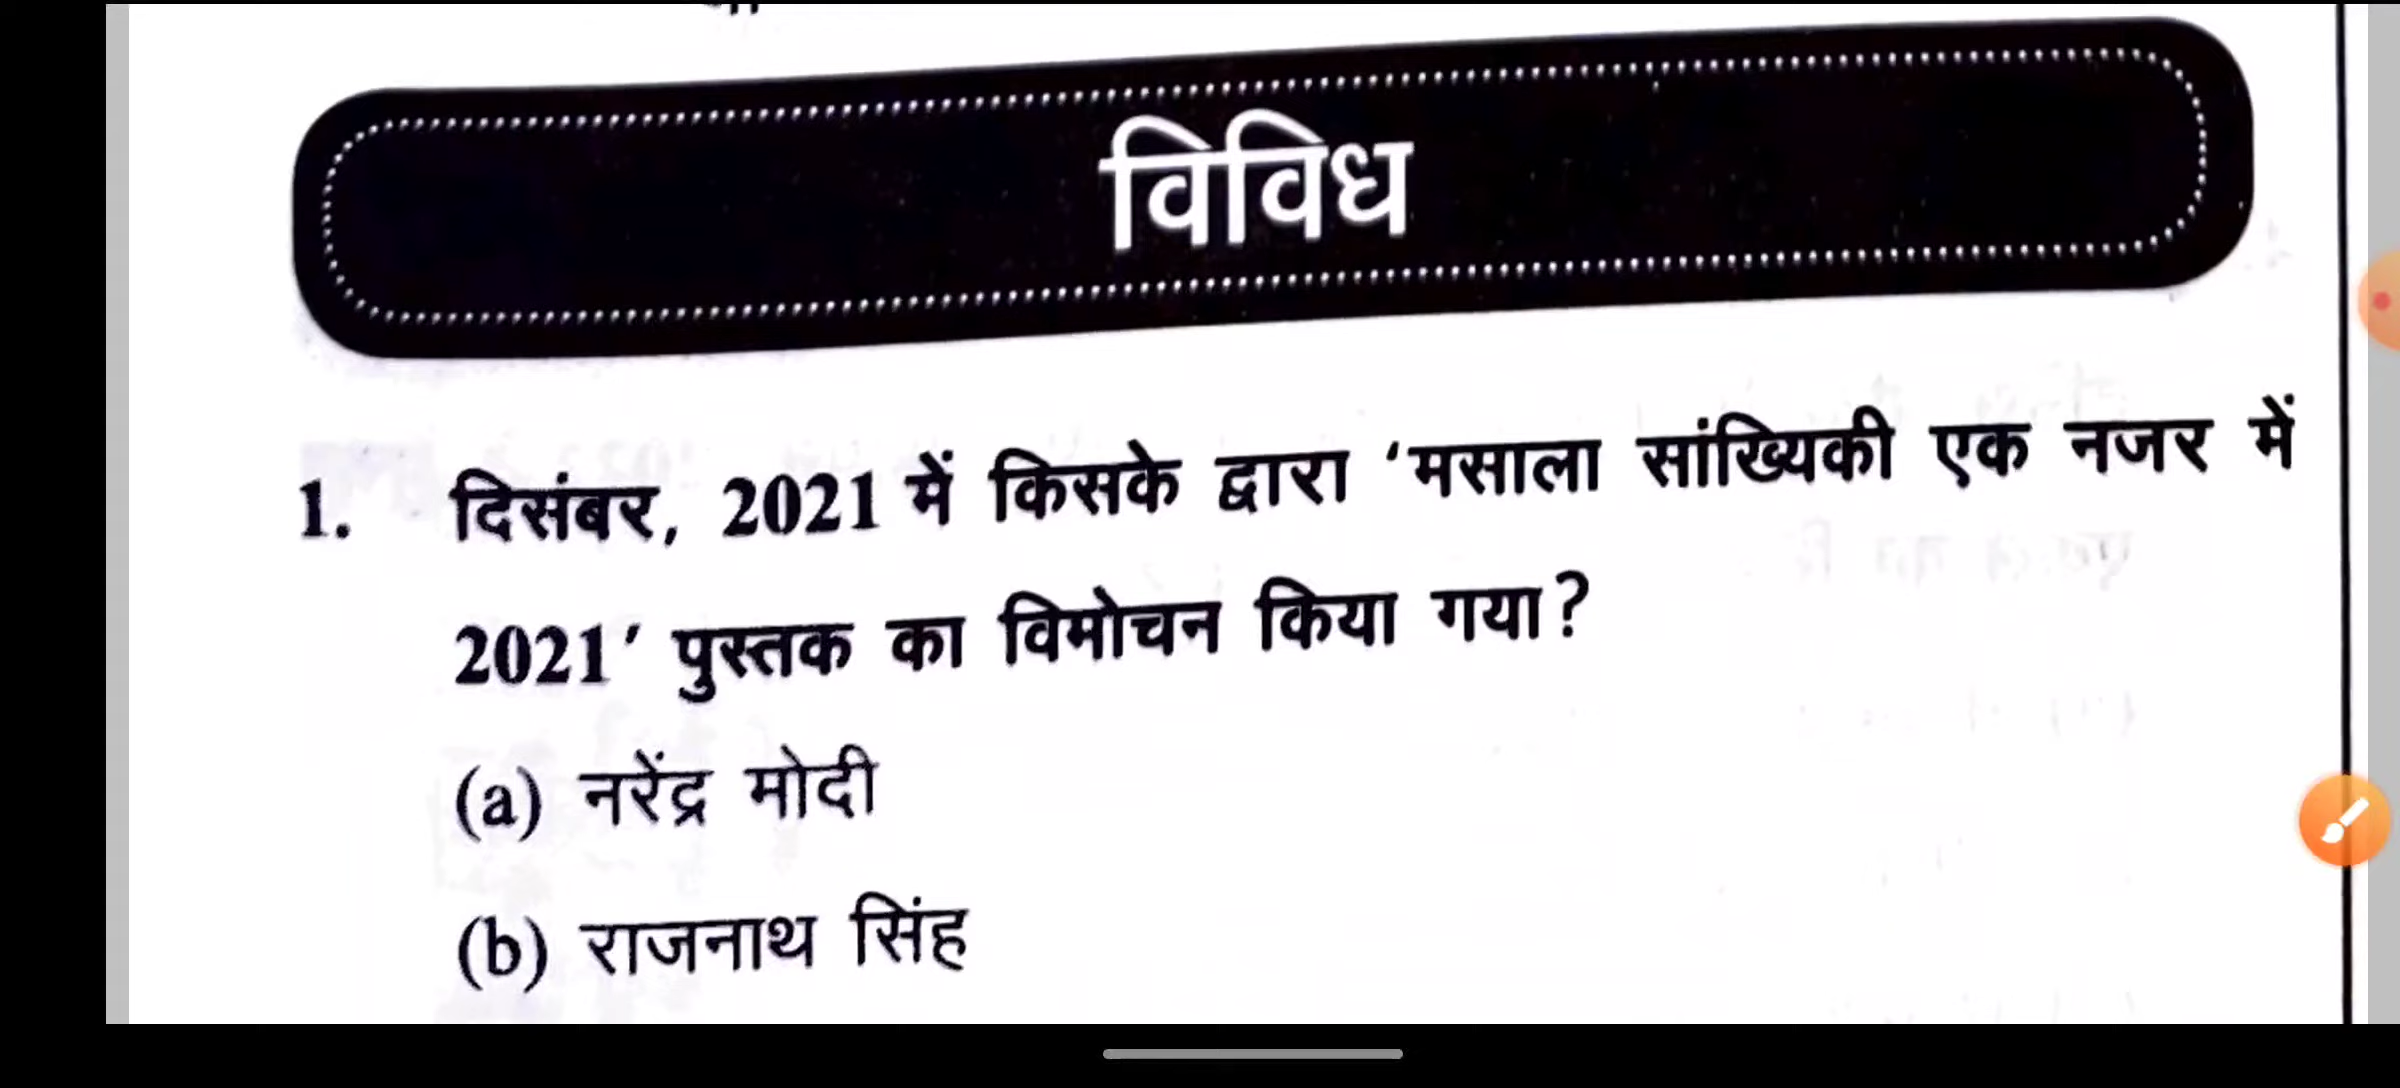 विविध
1. दिसंबर, 2021 में किसके द्वारा ‘मसाला सांख्यिकी एक नजर में
2021’ पुस्तक का विमोचन किया गया?
(a) नरेंद्र मोदी
(b) राजनाथ सिंह